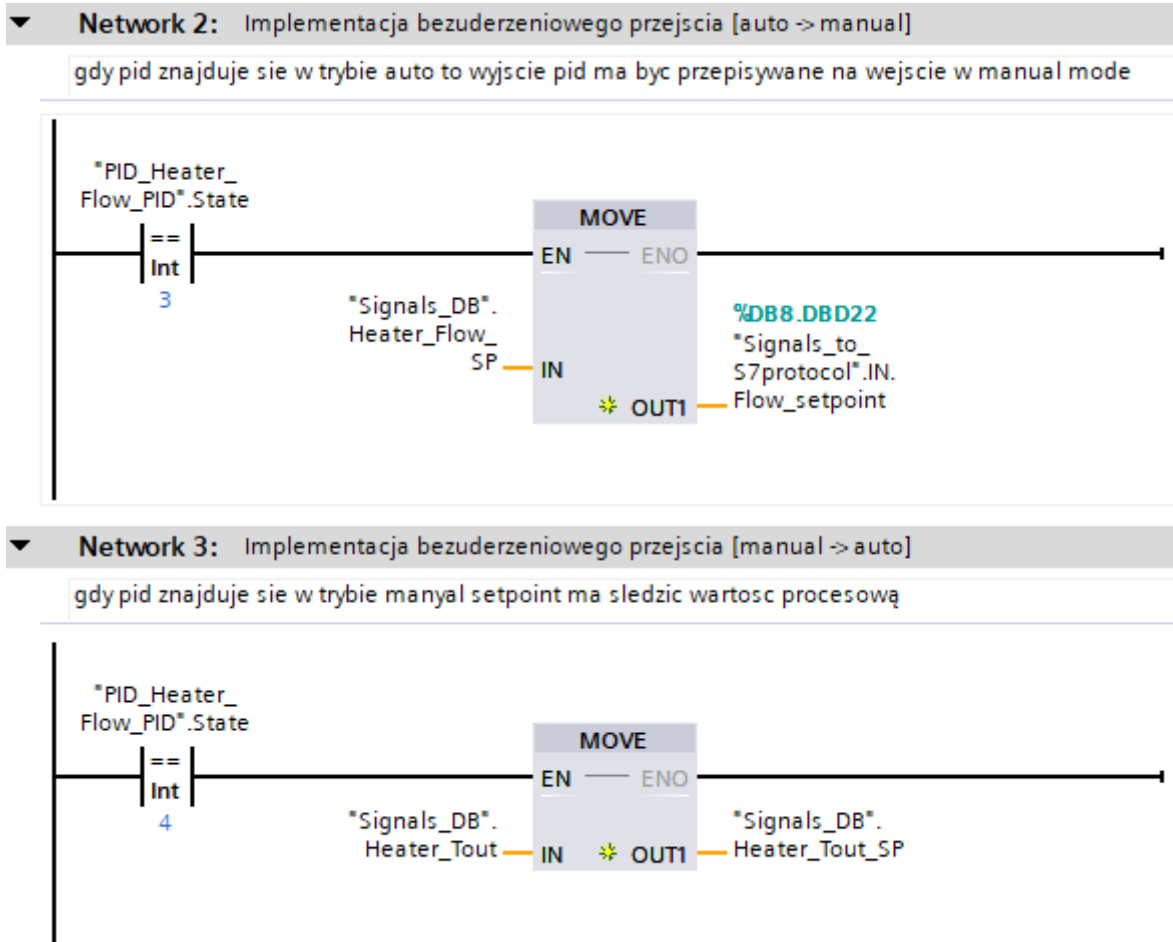 Network 2: Implementacja bezuderzeniowego przejscia [auto -> manual]
gdy pid znajduje sie w trybie auto to wyjscie pid ma byc przepisywane na wejscie w manual mode
"PID_Heater_
Flow_PID".State
==
Int
3
MOVE
EN ENO
"Signals_DB".
Heater_Flow_
SP
IN
OUT1
%DB8.DBD22
"Signals_to_
S7protocol".IN.
Flow_setpoint
Network 3: Implementacja bezuderzeniowego przejscia [manual -> auto]
gdy pid znajduje sie w trybie manyal setpoint ma sledzic wartosc procesową
"PID_Heater_
Flow_PID".State
==
Int
4
MOVE
EN ENO
"Signals_DB".
Heater_Tout
IN OUT1
"Signals_DB".
Heater_Tout_SP